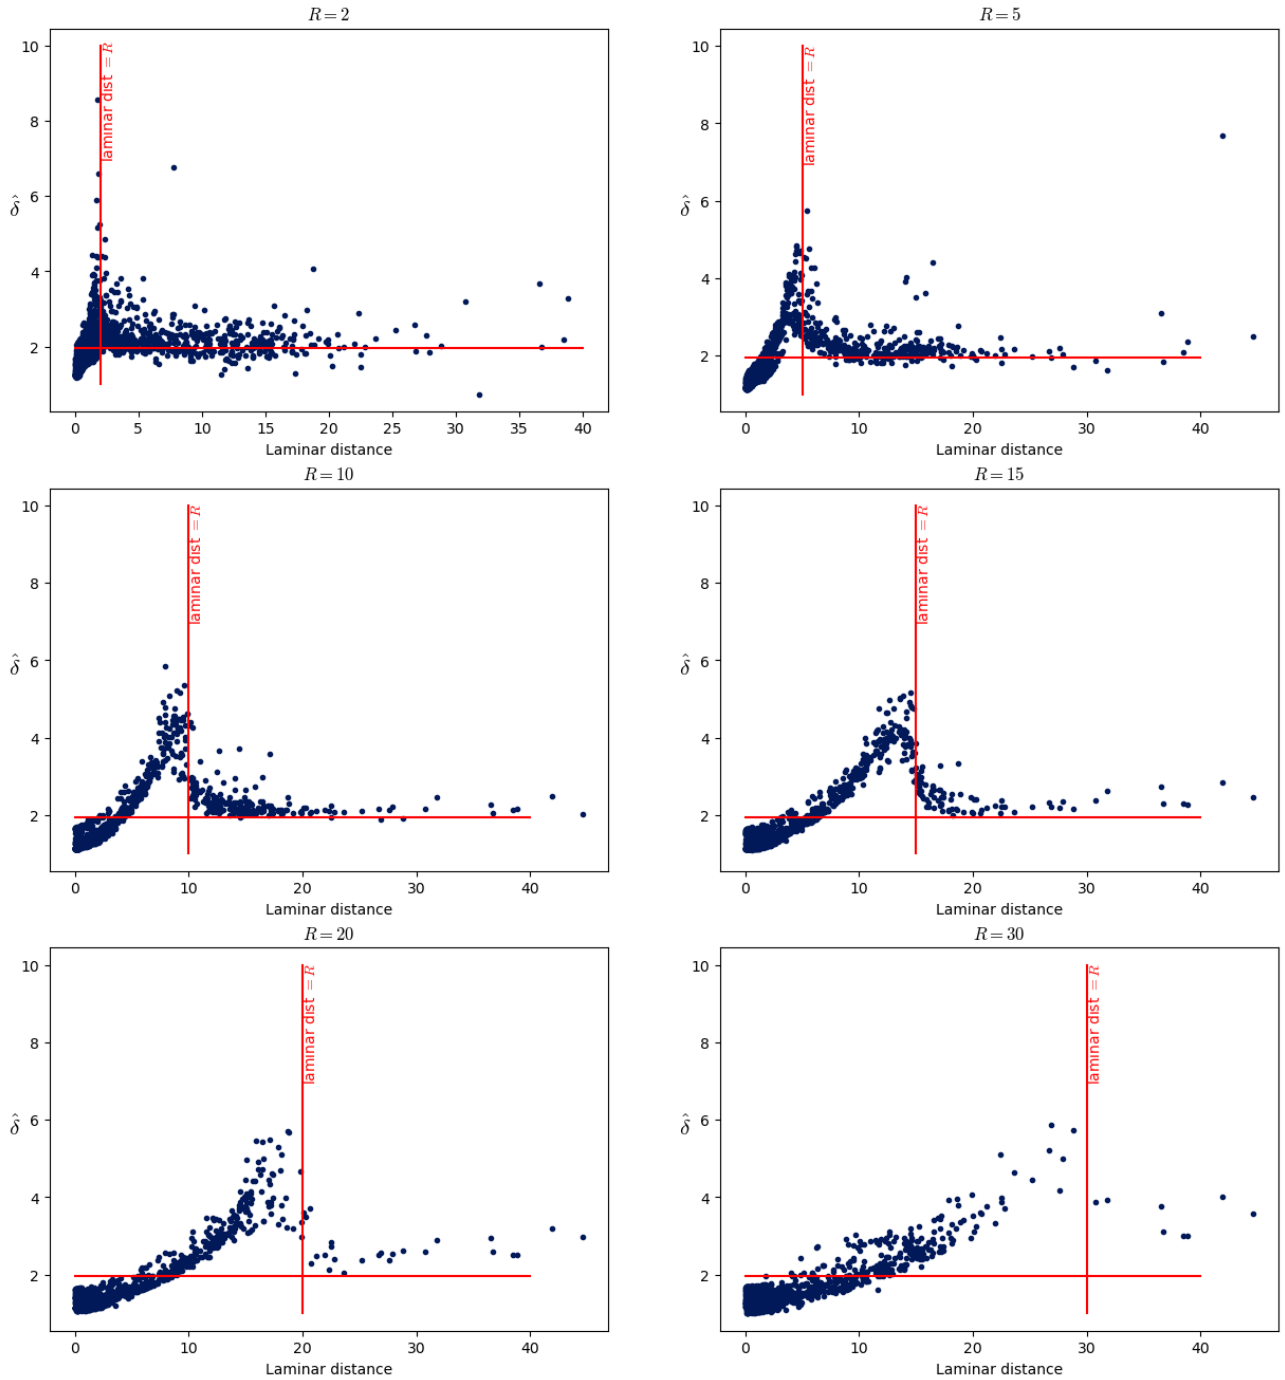 R = 2
10
8
6
4
2
δ̂
laminar dist = R
0 5 10 15 20 25 30 35 40
Laminar distance
R = 5
10
8
6
4
2
δ̂
laminar dist = R
0 10 20 30 40
Laminar distance
R = 10
10
8
6
4
2
δ̂
laminar dist = R
0 10 20 30 40
Laminar distance
R = 15
10
8
6
4
2
δ̂
laminar dist = R
0 10 20 30 40
Laminar distance
R = 20
10
8
6
4
2
δ̂
laminar dist = R
0 10 20 30 40
Laminar distance
R = 30
10
8
6
4
2
δ̂
laminar dist = R
0 10 20 30 40
Laminar distance